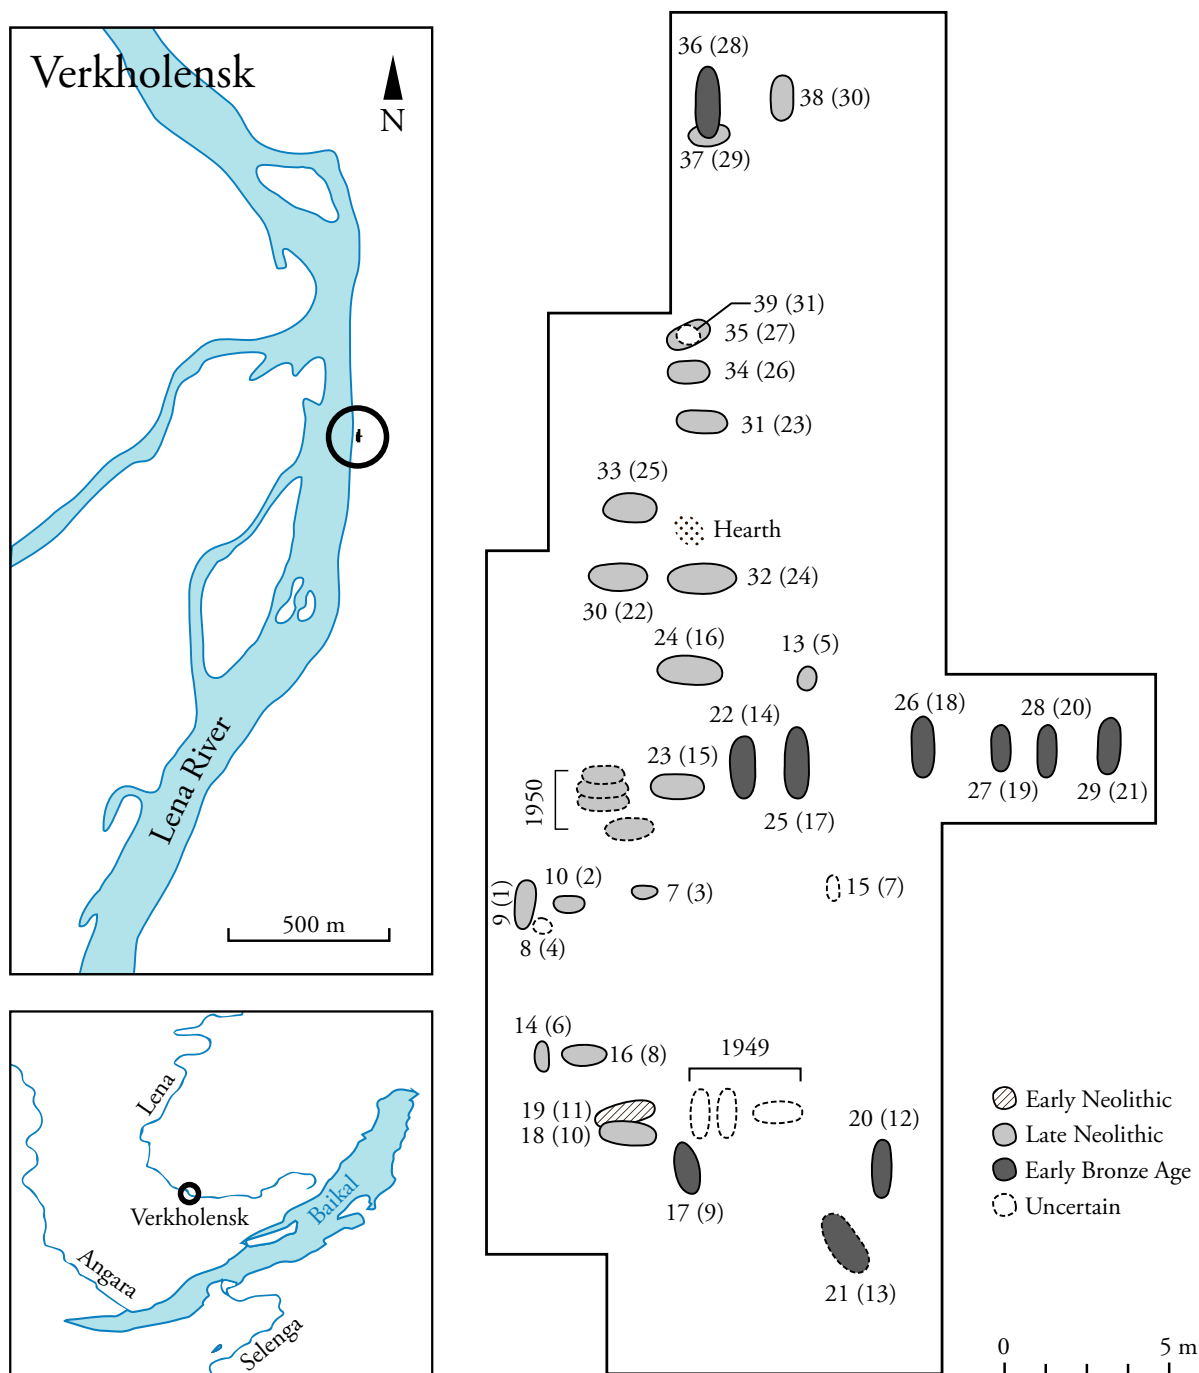 Verkholensk
N
Lena River
500 m
Lena
Verkholensk
Baikal
Angara
Selenga
36 (28)
38 (30)
37 (29)
39 (31)
35 (27)
34 (26)
31 (23)
33 (25)
Hearth
32 (24)
30 (22)
24 (16)
13 (5)
22 (14)
26 (18)
28 (20)
23 (15)
1950
25 (17)
27 (19)
29 (21)
9 (1)
10 (2)
7 (3)
15 (7)
8 (4)
14 (6)
16 (8)
1949
19 (11)
18 (10)
20 (12)
17 (9)
21 (13)
Early Neolithic
Late Neolithic
Early Bronze Age
Uncertain
0 5 m